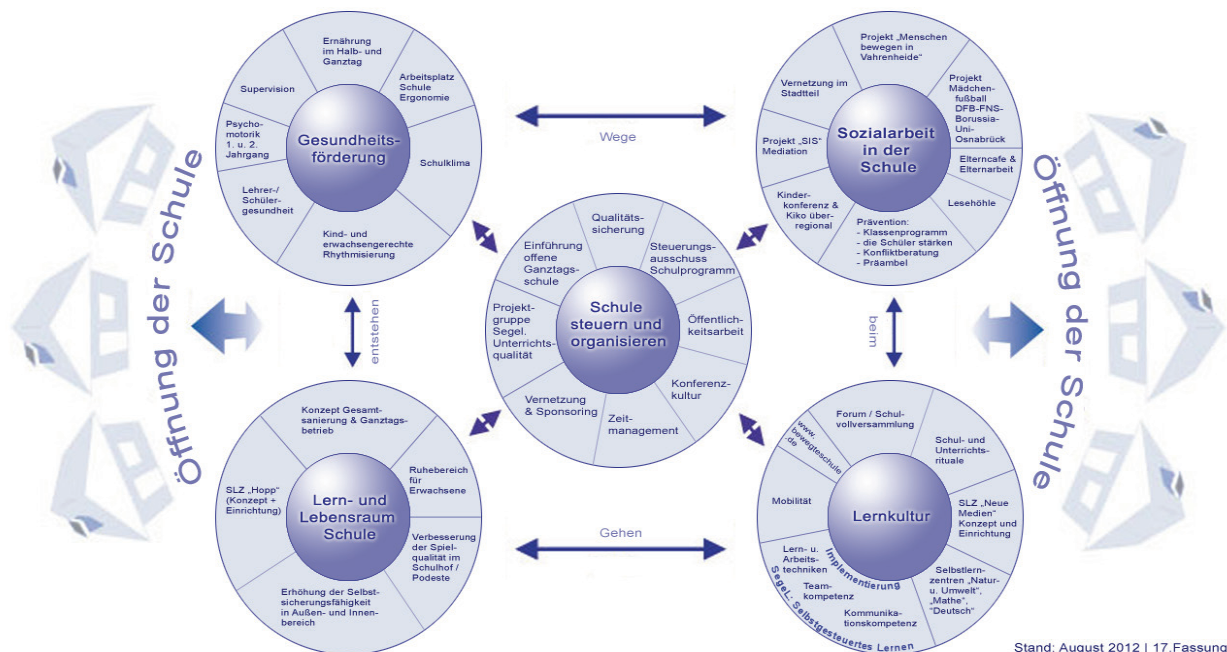 Öffnung der Schule
Ernährung
im Halb- und
Ganztag
Arbeitsplatz
Schule
Ergonomie
Schulklima
Kind- und
erwachsengerechte
Rhythmisierung
Lehrer-/
Schüler-
gesundheit
Psycho-
motorik
1. u. 2.
Jahrgang
Supervision
Gesundheits-
förderung
Wege
Projekt „Menschen
bewegen in
Vahrenheide“
Projekt
Mädchen-
fußball
DFB-FNS-
Borussia-
Uni-
Osnabrück
Elterncafe &
Elternarbeit
Lesehöhle
Prävention:
- Klassenprogramm
- die Schüler stärken
- Konfliktberatung
- Präambel
Kinder-
konferenz &
Kiko über-
regional
Projekt „SIS“
Mediation
Vernetzung im
Stadtteil
Sozialarbeit
in der
Schule
Öffnung der Schule
entstehen
Qualitäts-
sicherung
Steuerungs-
ausschuss
Schulprogramm
Öffentlich-
keitsarbeit
Konferenz-
kultur
Zeit-
management
Vernetzung
& Sponsoring
Projekt-
gruppe
Segel.
Unterrichts-
qualität
Einführung
offene
Ganztags-
schule
Schule
steuern und
organisieren
beim
Konzept Gesamt-
sanierung & Ganztags-
betrieb
Ruhebereich
für
Erwachsene
Verbesserung
der Spiel-
qualität im
Schulhof /
Podeste
Erhöhung der Selbst-
sicherungsfähigkeit
in Außen- und Innen-
bereich
SLZ „Hopp“
(Konzept +
Einrichtung)
Lern- und
Lebensraum
Schule
Gehen
www.
bewegteschule
.de
Forum / Schul-
vollversammlung
Schul- und
Unterrichts-
rituale
SLZ „Neue
Medien“
Konzept und
Einrichtung
Selbstlern-
zentren „Natur-
u. Umwelt“,
„Mathe“,
“Deutsch”
Mobilität
Lern- u.
Arbeits-
techniken
Team-
kompetenz
Kommunika-
tionskompetenz
Implementierung
SegeL: Selbstgesteuertes Lernen
Lernkultur
Stand: August 2012 | 17.Fassung